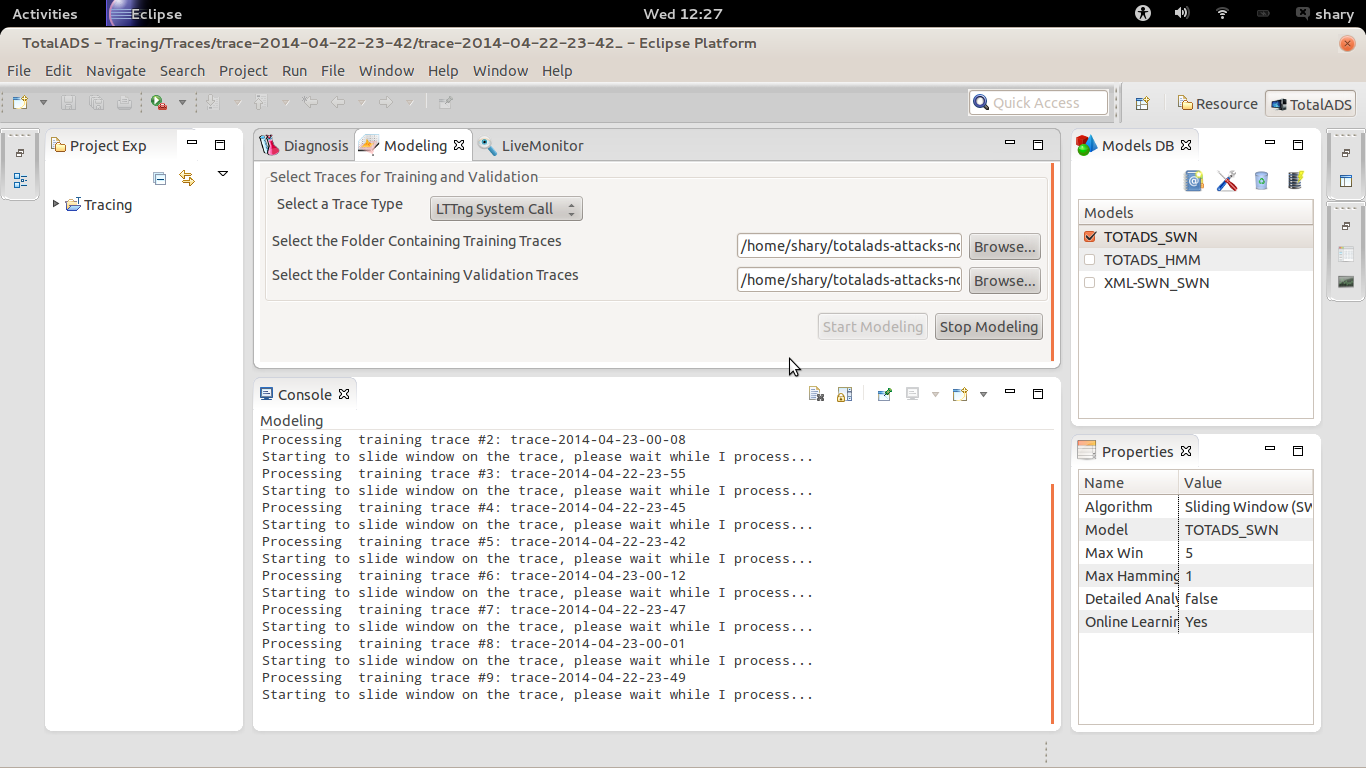 Activities Eclipse Wed 12:27 shary
TotalADS – Tracing/Traces/trace-2014-04-22-23-42/trace-2014-04-22-23-42_ – Eclipse Platform
File Edit Navigate Search Project Run File Window Help Window Help
Quick Access Resource TotalADS
Project Exp
Tracing
Diagnosis Modeling LiveMonitor
Select Traces for Training and Validation
Select a Trace Type LTTng System Call
Select the Folder Containing Training Traces /home/shary/totalads-attacks-no Browse...
Select the Folder Containing Validation Traces /home/shary/totalads-attacks-no Browse...
Start Modeling Stop Modeling
Console
Modeling
Processing  training trace #2: trace-2014-04-23-00-08
Starting to slide window on the trace, please wait while I process...
Processing  training trace #3: trace-2014-04-22-23-55
Starting to slide window on the trace, please wait while I process...
Processing  training trace #4: trace-2014-04-22-23-45
Starting to slide window on the trace, please wait while I process...
Processing  training trace #5: trace-2014-04-22-23-42
Starting to slide window on the trace, please wait while I process...
Processing  training trace #6: trace-2014-04-23-00-12
Starting to slide window on the trace, please wait while I process...
Processing  training trace #7: trace-2014-04-22-23-47
Starting to slide window on the trace, please wait while I process...
Processing  training trace #8: trace-2014-04-23-00-01
Starting to slide window on the trace, please wait while I process...
Processing  training trace #9: trace-2014-04-22-23-49
Starting to slide window on the trace, please wait while I process...
Models DB
Models
TOTADS_SWN
TOTADS_HMM
XML-SWN_SWN
Properties
Name Value
Algorithm Sliding Window (SW
Model TOTADS_SWN
Max Win 5
Max Hamming 1
Detailed Analy false
Online Learnin Yes